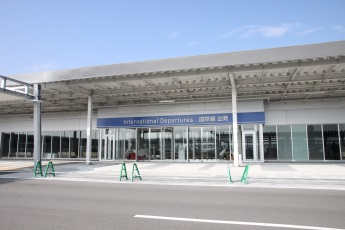 International Departures 国際線 出発